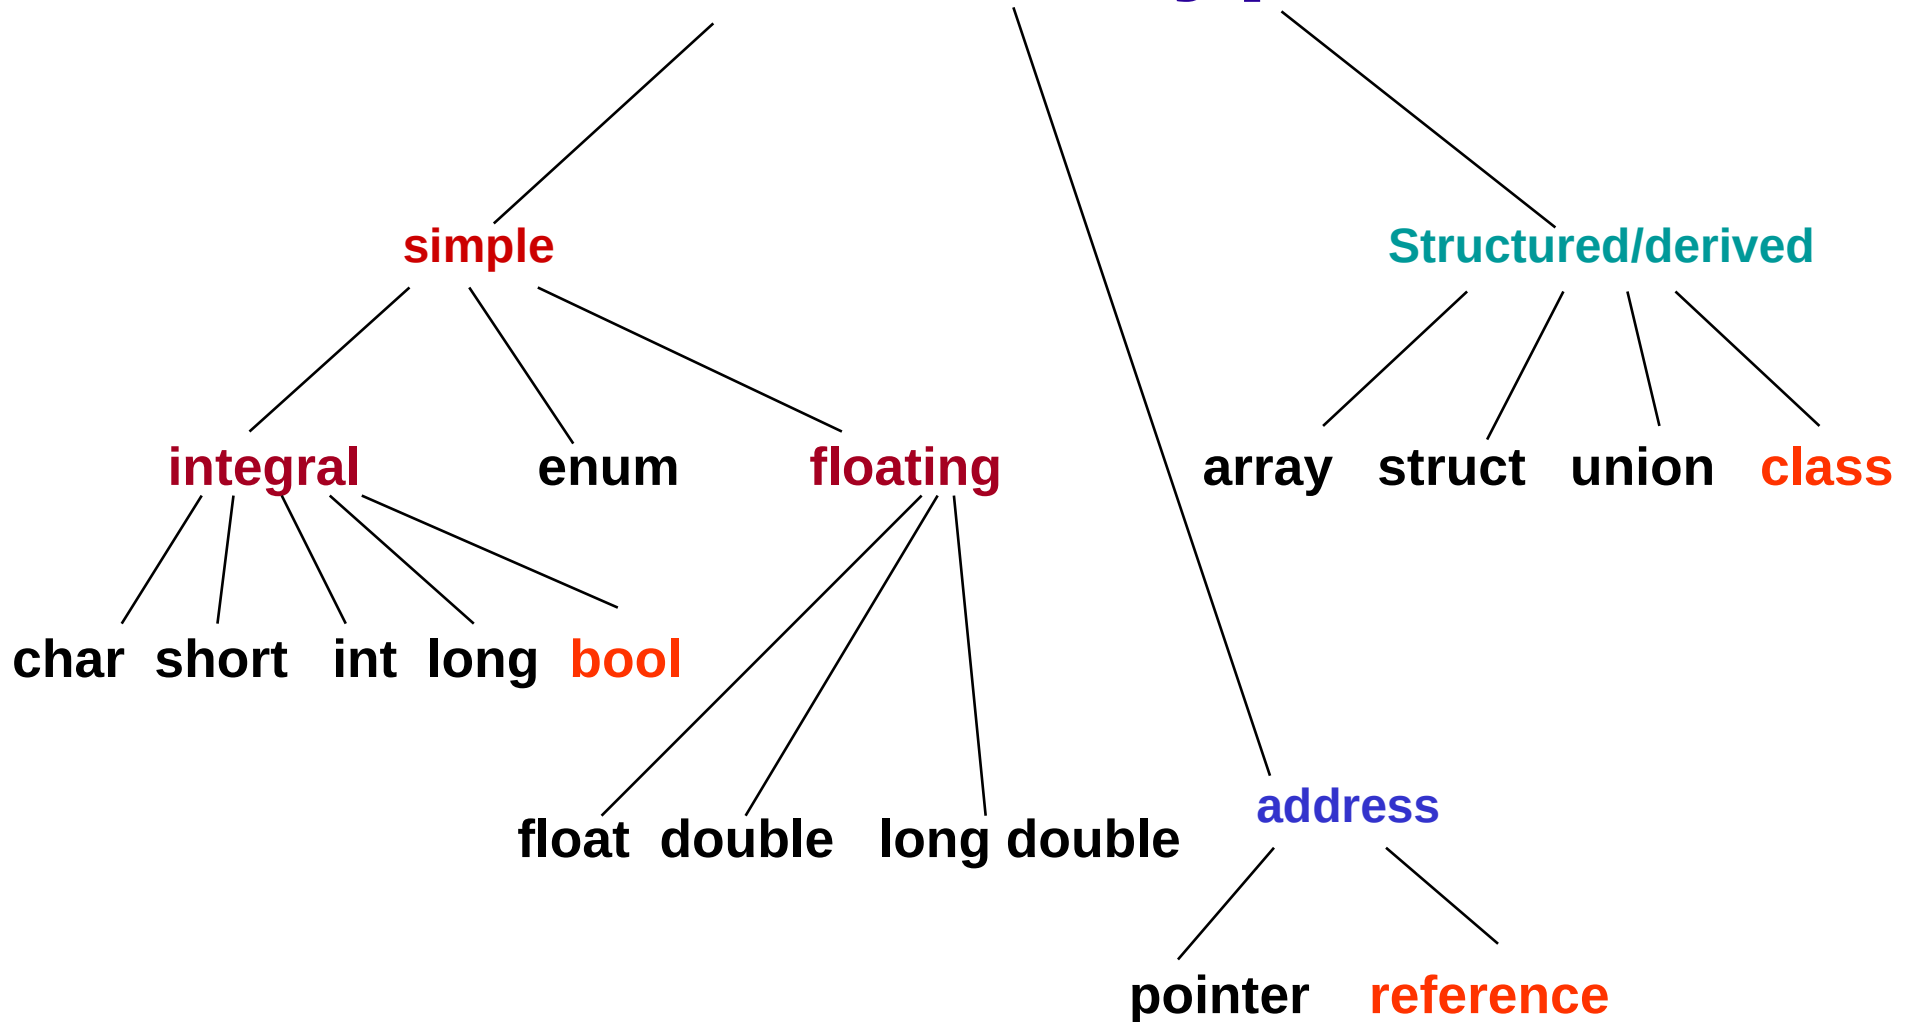 simple Structured/derived
integral enum floating array struct union class
char short int long bool
address
float double long double
pointer reference